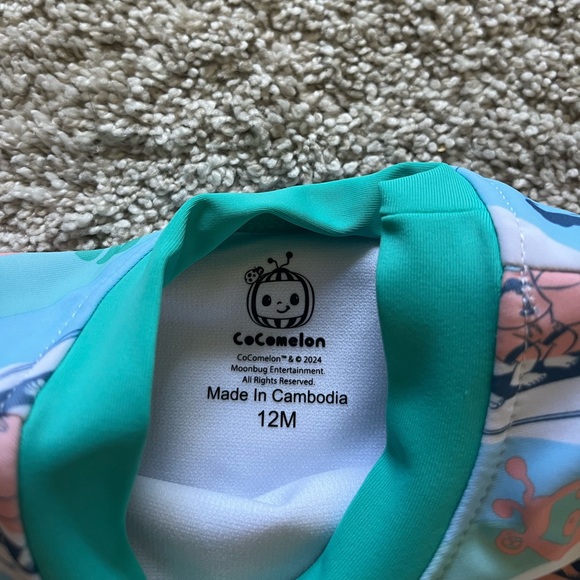 CoComelon
CoComelon™ & © 2024
Moonbug Entertainment.
All Rights Reserved.
Made In Cambodia
12M